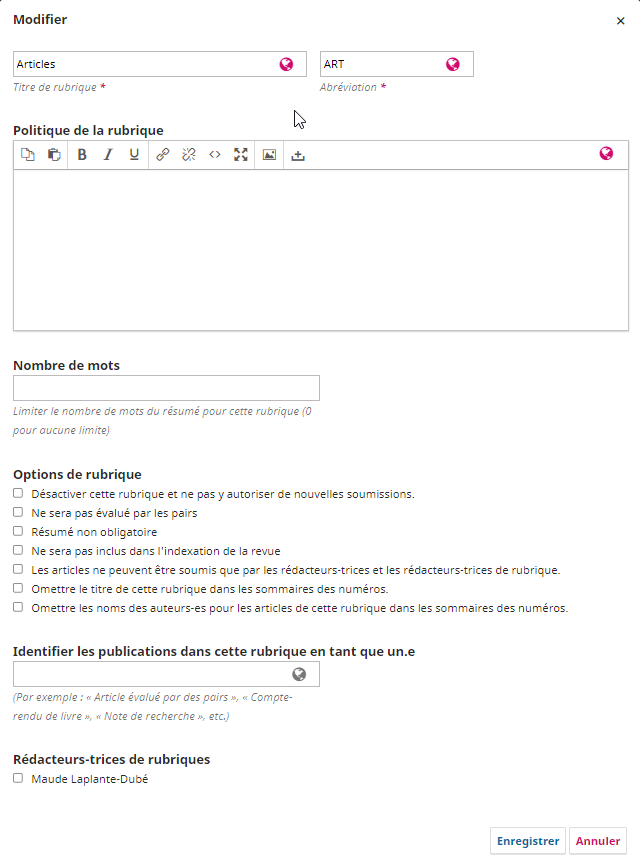 Modifier
×
Articles
ART
Titre de rubrique *
Abréviation *
Politique de la rubrique
B I U
Nombre de mots
Limiter le nombre de mots du résumé pour cette rubrique (0
pour aucune limite)
Options de rubrique
Désactiver cette rubrique et ne pas y autoriser de nouvelles soumissions.
Ne sera pas évalué par les pairs
Résumé non obligatoire
Ne sera pas inclus dans l'indexation de la revue
Les articles ne peuvent être soumis que par les rédacteurs-trices et les rédacteurs-trices de rubrique.
Omettre le titre de cette rubrique dans les sommaires des numéros.
Omettre les noms des auteurs-es pour les articles de cette rubrique dans les sommaires des numéros.
Identifier les publications dans cette rubrique en tant que un.e
(Par exemple : « Article évalué par des pairs », « Compte-
rendu de livre », « Note de recherche », etc.)
Rédacteurs-trices de rubriques
Maude Laplante-Dubé
Enregistrer
Annuler